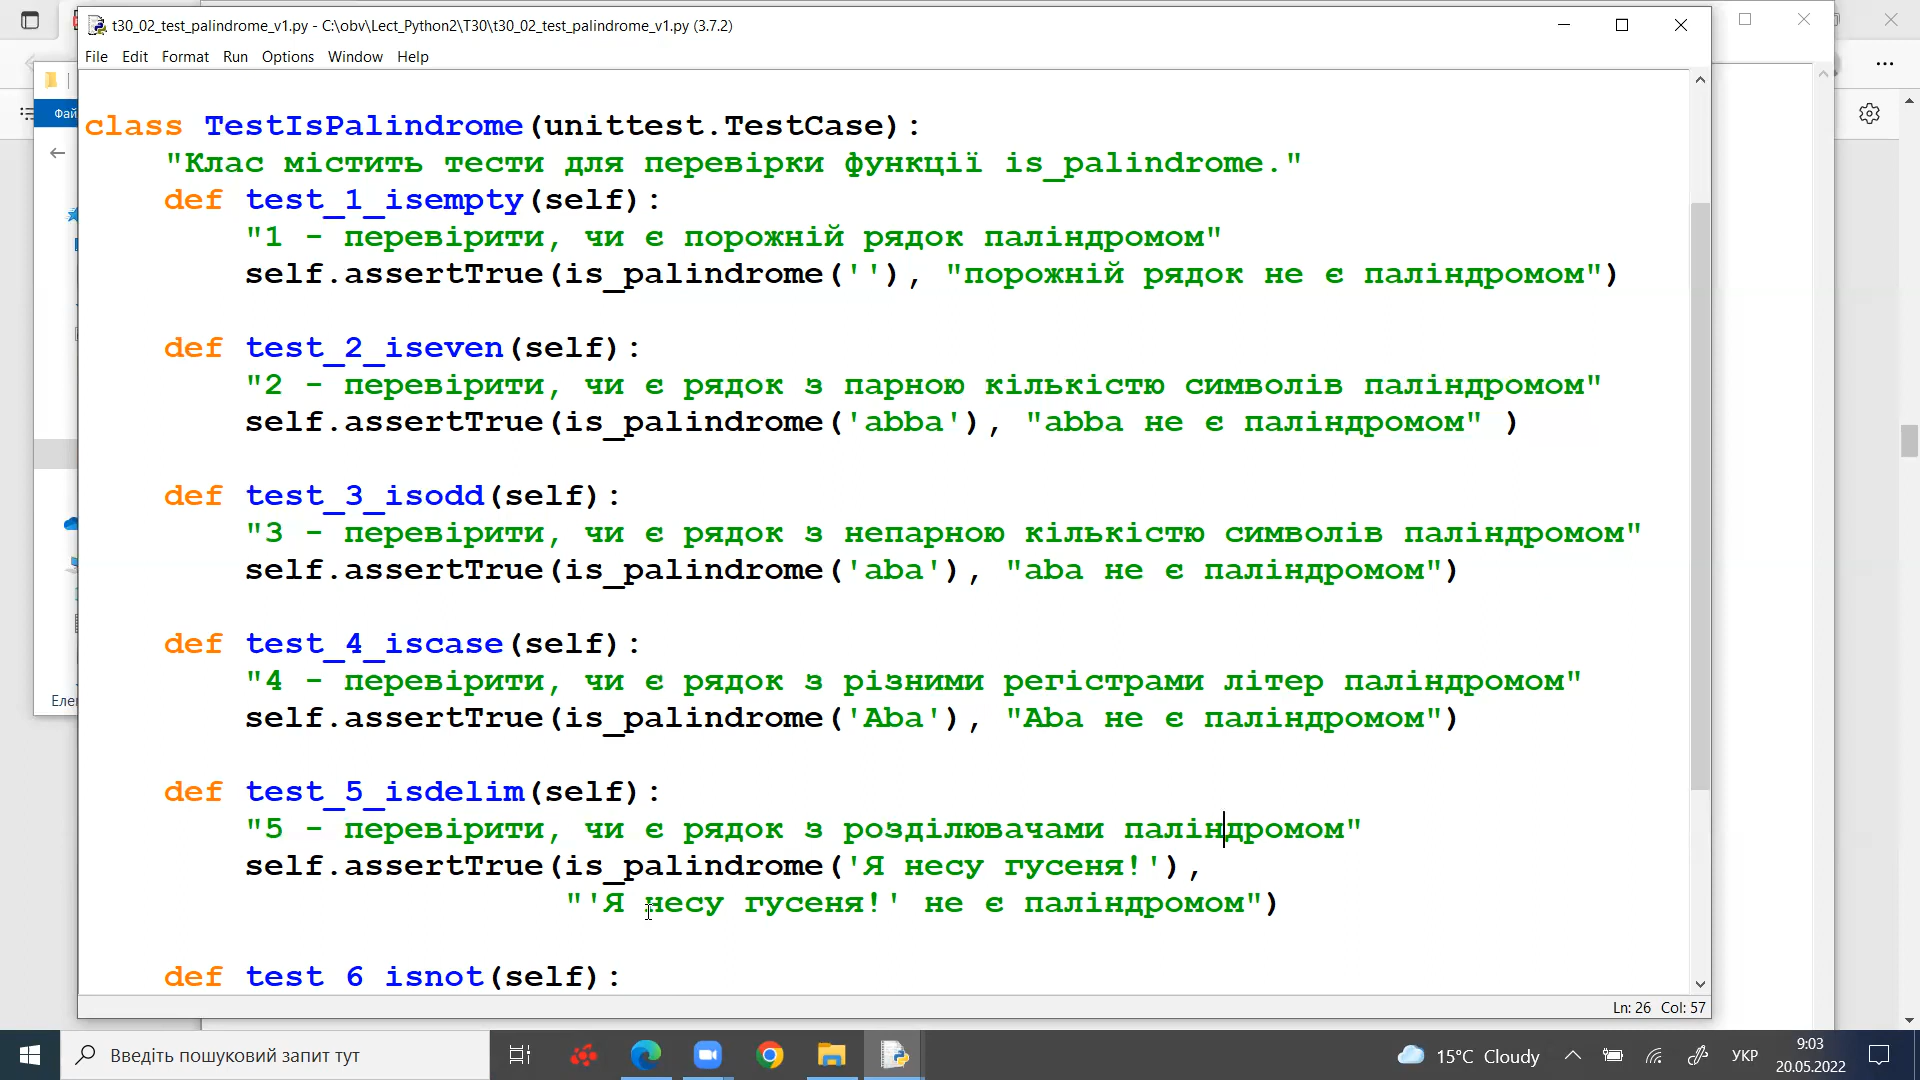 t30_02_test_palindrome_v1.py - C:\obv\Lect_Python2\T30\t30_02_test_palindrome_v1.py (3.7.2)
File Edit Format Run Options Window Help
class TestIsPalindrome(unittest.TestCase):
"Клас містить тести для перевірки функції is_palindrome."
def test_1_isempty(self):
"1 - перевірити, чи є порожній рядок паліндромом"
self.assertTrue(is_palindrome(''), "порожній рядок не є паліндромом")
def test_2_iseven(self):
"2 - перевірити, чи є рядок з парною кількістю символів паліндромом"
self.assertTrue(is_palindrome('abba'), "abba не є паліндромом" )
def test_3_isodd(self):
"3 - перевірити, чи є рядок з непарною кількістю символів паліндромом"
self.assertTrue(is_palindrome('aba'), "aba не є паліндромом")
def test_4_iscase(self):
"4 - перевірити, чи є рядок з різними регістрами літер паліндромом"
self.assertTrue(is_palindrome('Aba'), "Aba не є паліндромом")
def test_5_isdelim(self):
"5 - перевірити, чи є рядок з розділювачами паліндромом"
self.assertTrue(is_palindrome('Я несу гусеня!'),
"'Я несу гусеня!' не є паліндромом")
def test 6 isnot(self):
Ln: 26 Col: 57
Введіть пошуковий запит тут
15°C Cloudy
УКР
9:03
20.05.2022